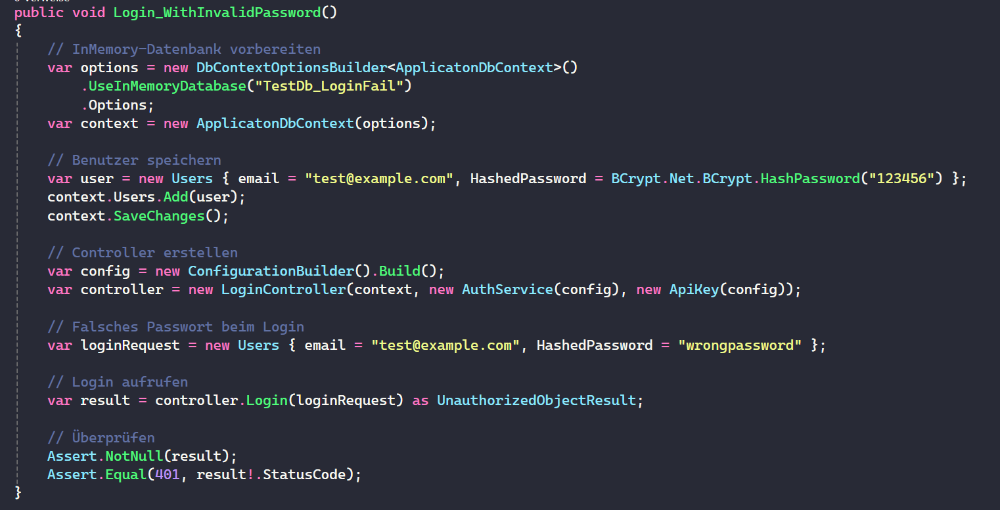 public void Login_WithInvalidPassword()
{
// InMemory-Datenbank vorbereiten
var options = new DbContextOptionsBuilder<ApplicatonDbContext>()
.UseInMemoryDatabase("TestDb_LoginFail")
.Options;
var context = new ApplicatonDbContext(options);
// Benutzer speichern
var user = new Users { email = "test@example.com", HashedPassword = BCrypt.Net.BCrypt.HashPassword("123456") };
context.Users.Add(user);
context.SaveChanges();
// Controller erstellen
var config = new ConfigurationBuilder().Build();
var controller = new LoginController(context, new AuthService(config), new ApiKey(config));
// Falsches Passwort beim Login
var loginRequest = new Users { email = "test@example.com", HashedPassword = "wrongpassword" };
// Login aufrufen
var result = controller.Login(loginRequest) as UnauthorizedObjectResult;
// Überprüfen
Assert.NotNull(result);
Assert.Equal(401, result!.StatusCode);
}